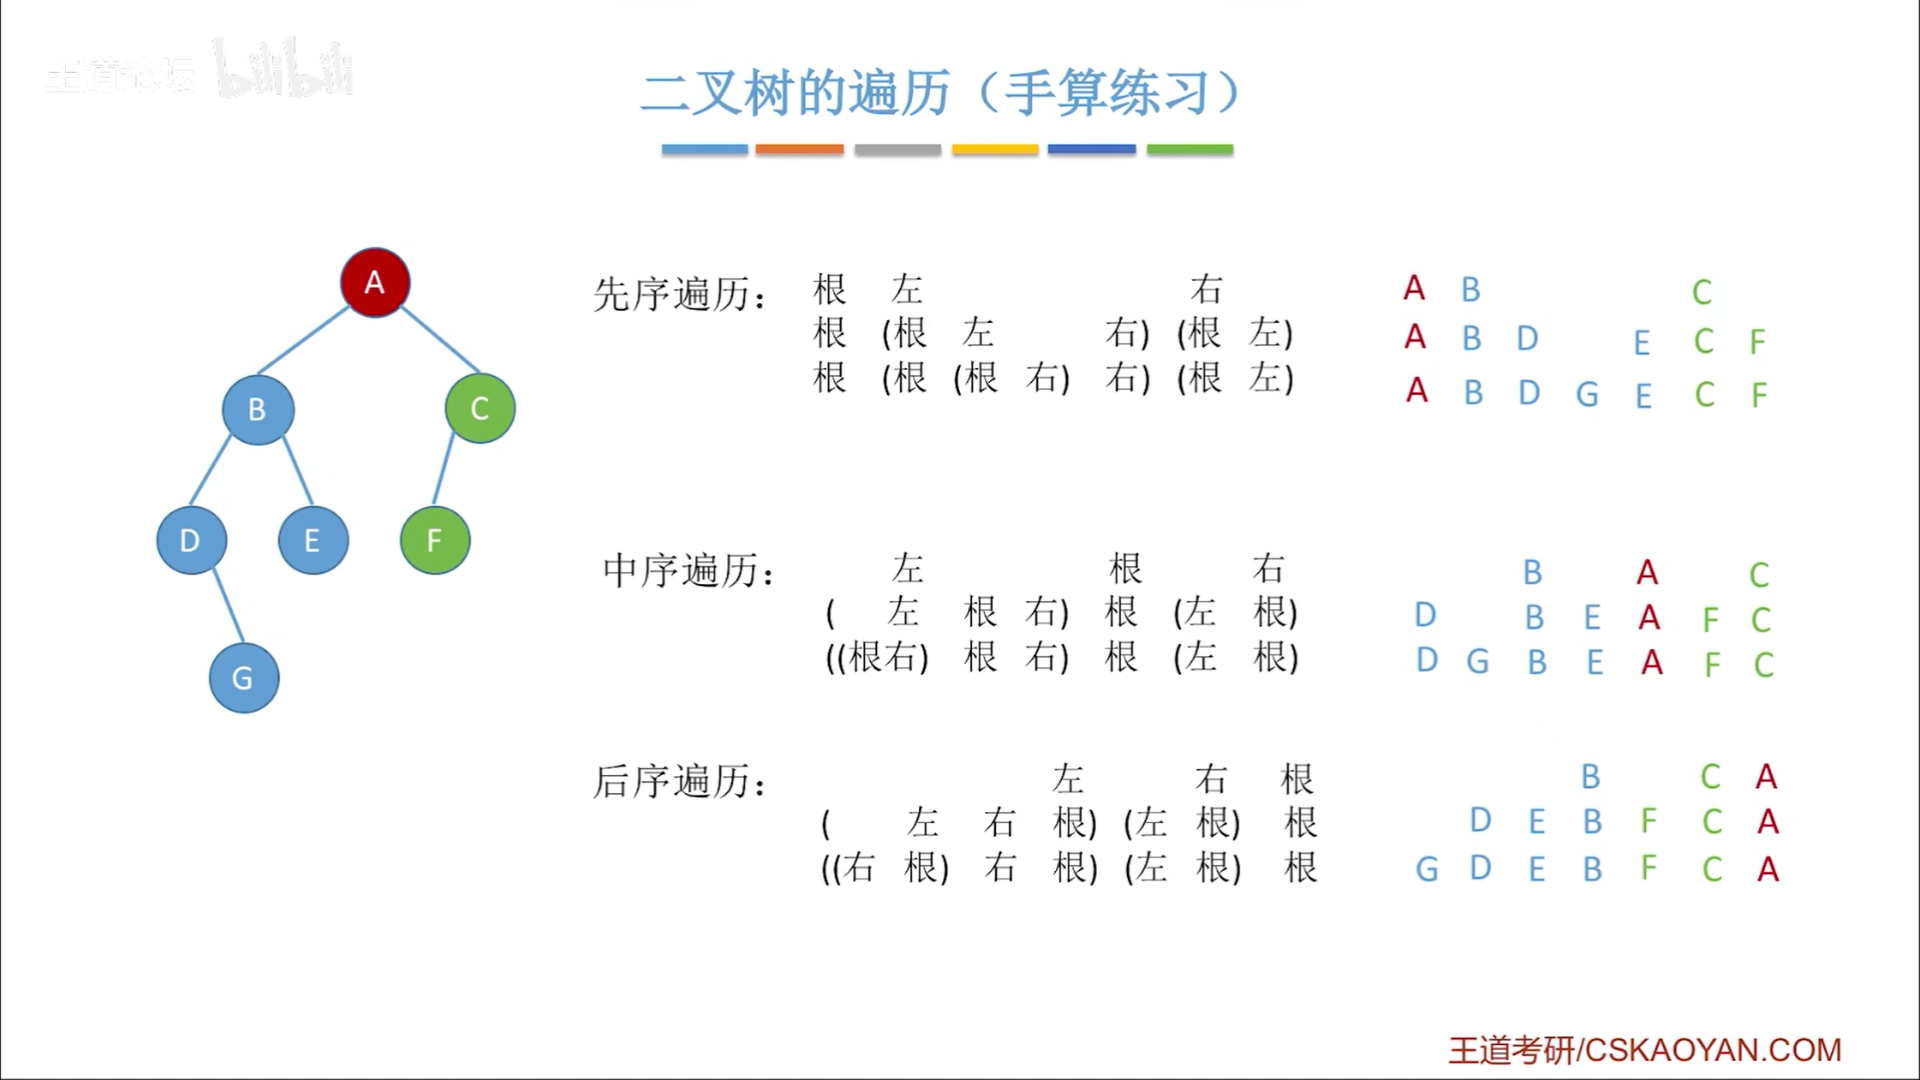 王道论坛 bilibili
二叉树的遍历（手算练习）
A
B C
D E F
G
先序遍历： 根 左 右 A B C
根 (根 左 右) (根 左) A B D E C F
根 (根 (根 右) 右) (根 左) A B D G E C F
中序遍历： 左 根 右 B A C
( 左 根 右) 根 (左 根) D B E A F C
((根右) 根 右) 根 (左 根) D G B E A F C
后序遍历： 左 右 根 B C A
( 左 右 根) (左 根) 根 D E B F C A
((右 根) 右 根) (左 根) 根 G D E B F C A
王道考研/CSKAOYAN.COM